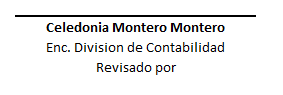 Celedonia Montero Montero
Enc. Division de Contabilidad
Revisado por